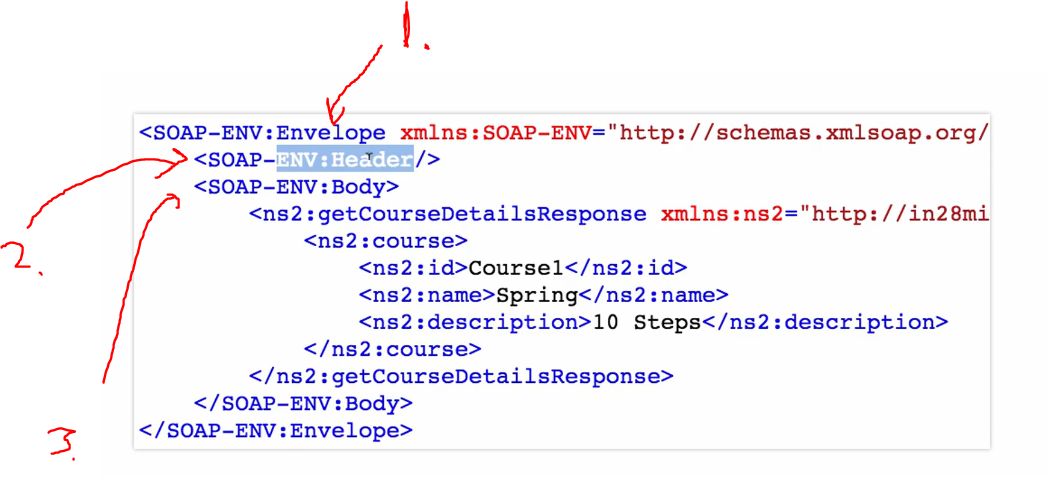 1.
<SOAP-ENV:Envelope xmlns:SOAP-ENV="http://schemas.xmlsoap.org/
<SOAP-ENV:Header/>
<SOAP-ENV:Body>
<ns2:getCourseDetailsResponse xmlns:ns2="http://in28mi
2.
<ns2:course>
<ns2:id>Course1</ns2:id>
<ns2:name>Spring</ns2:name>
<ns2:description>10 Steps</ns2:description>
</ns2:course>
</ns2:getCourseDetailsResponse>
</SOAP-ENV:Body>
</SOAP-ENV:Envelope>
3.